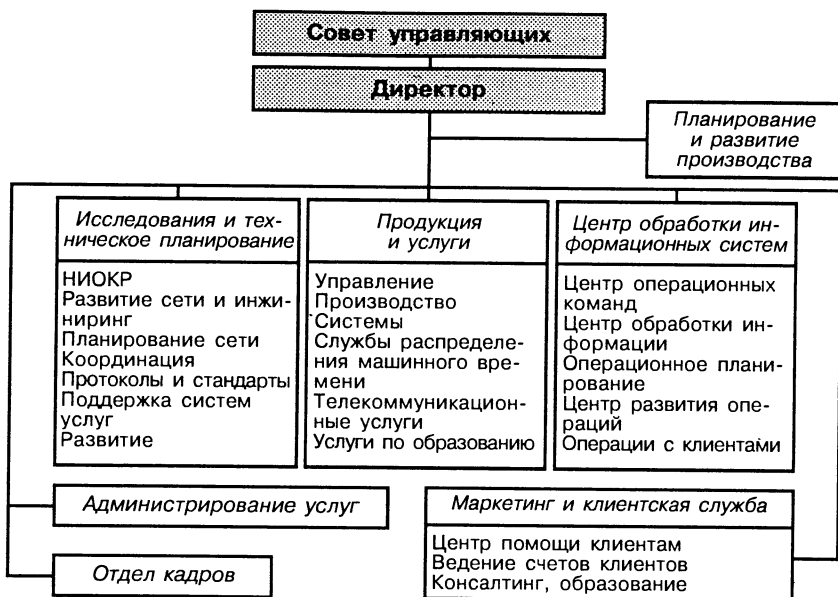 Совет управляющих
Директор
Планирование
и развитие
производства
Исследования и тех-
ническое планирование
НИОКР
Развитие сети и инжи-
ниринг
Планирование сети
Координация
Протоколы и стандарты
Поддержка систем
услуг
Развитие
Продукция
и услуги
Управление
Производство
Системы
Службы распределе-
ния машинного вре-
мени
Телекоммуникацион-
ные услуги
Услуги по образованию
Центр обработки ин-
формационных систем
Центр операционных
команд
Центр обработки ин-
формации
Операционное плани-
рование
Центр развития опе-
раций
Операции с клиентами
Администрирование услуг
Отдел кадров
Маркетинг и клиентская служба
Центр помощи клиентам
Ведение счетов клиентов
Консалтинг, образование